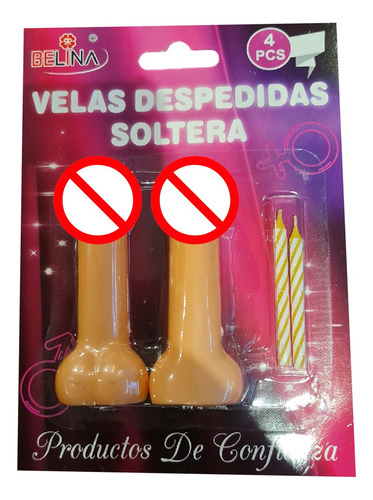 BELINA
4
PCS
VELAS DESPEDIDAS
SOLTERA
Productos De Confianza